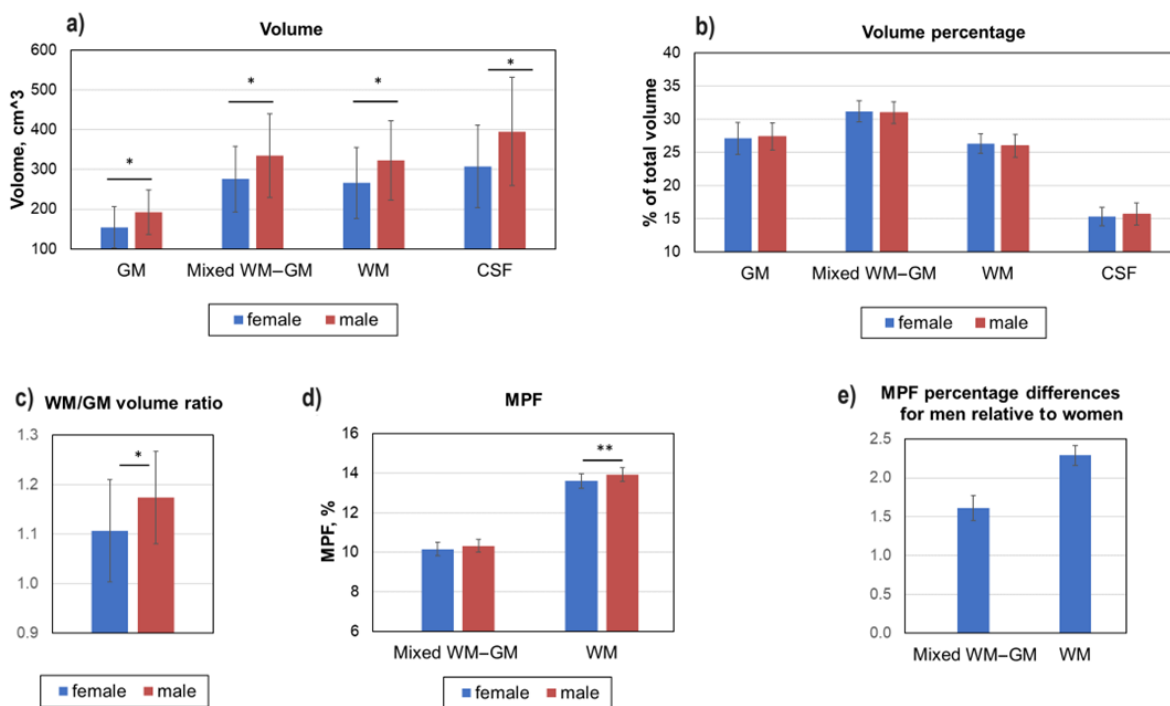 a)
Volume
Volome, cm^3
600
500
400
300
200
100
*
*
*
*
GM
Mixed WM–GM
WM
CSF
female
male
b)
Volume percentage
% of total volume
40
35
30
25
20
15
10
GM
Mixed WM–GM
WM
CSF
female
male
c)
WM/GM volume ratio
1.3
1.2
1.1
1.0
0.9
*
female
male
d)
MPF
MPF, %
16
14
12
10
8
6
**
Mixed WM–GM
WM
female
male
e)
MPF percentage differences
for men relative to women
2.5
2.0
1.5
1.0
0.5
0.0
Mixed WM–GM
WM